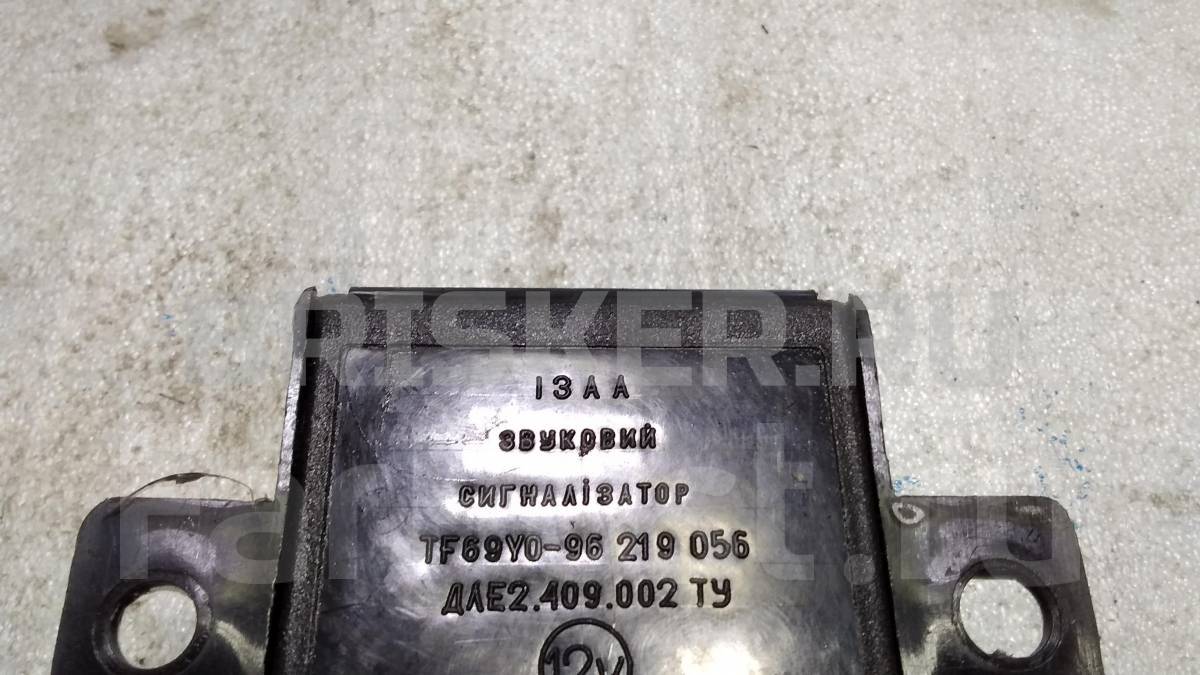 ІЗАА
ЗВУКОВИЙ
СИГНАЛІЗАТОР
TF69Y0-96 219 056
ДЛЕ2.409.002 ТУ
12V